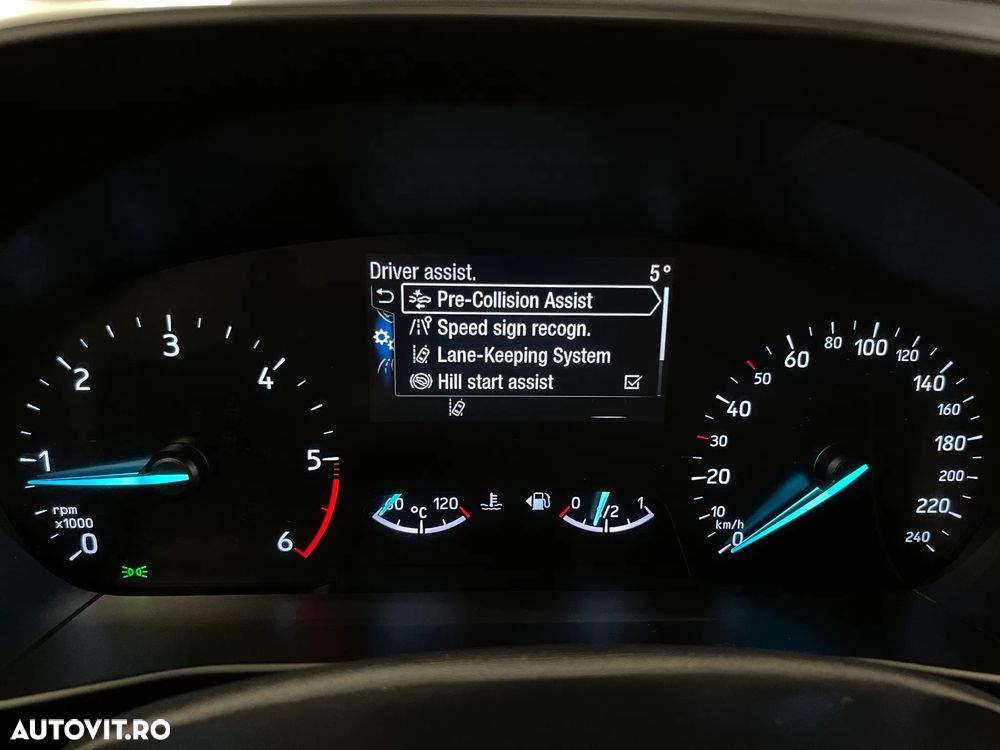 Driver assist. 5°
Pre-Collision Assist
Speed sign recogn.
Lane-Keeping System
Hill start assist
0
1
2
3
4
5
6
rpm
x1000
60 °C 120
0 1/2 1
0
10
20
30
40
50
60
80
100
120
140
160
180
200
220
240
km/h
AUTOVIT.RO